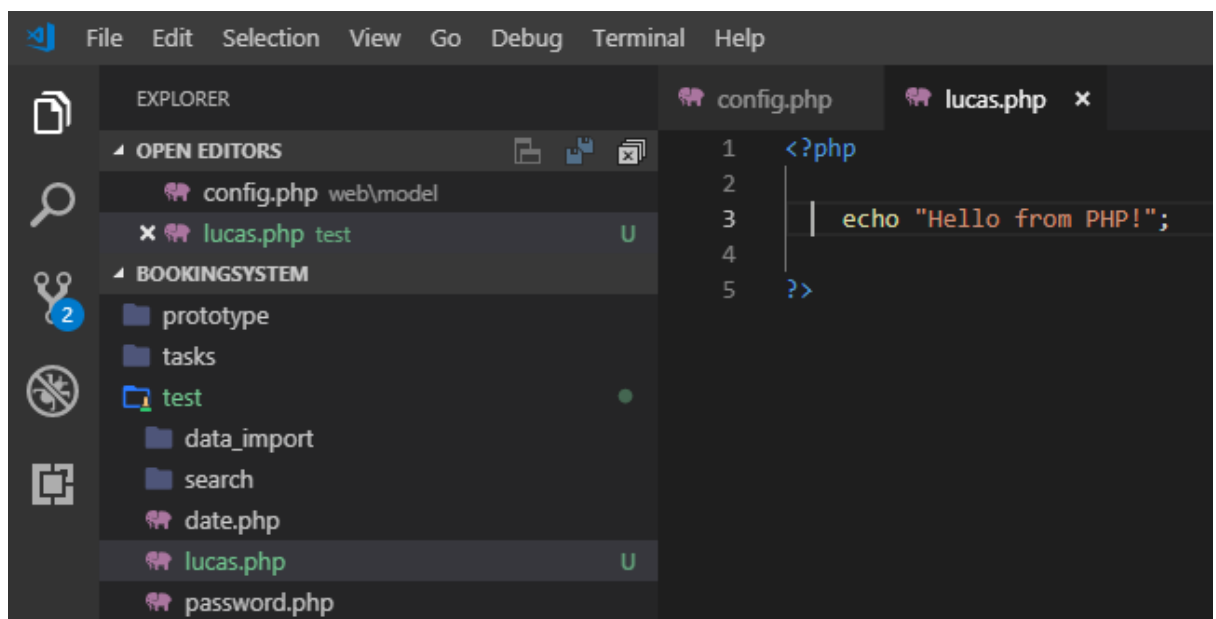 File Edit Selection View Go Debug Terminal Help
EXPLORER
OPEN EDITORS
config.php web\model
lucas.php test U
BOOKINGSYSTEM
prototype
tasks
test
data_import
search
date.php
lucas.php U
password.php
2
config.php lucas.php
1 <?php
2
3 echo "Hello from PHP!";
4
5 ?>